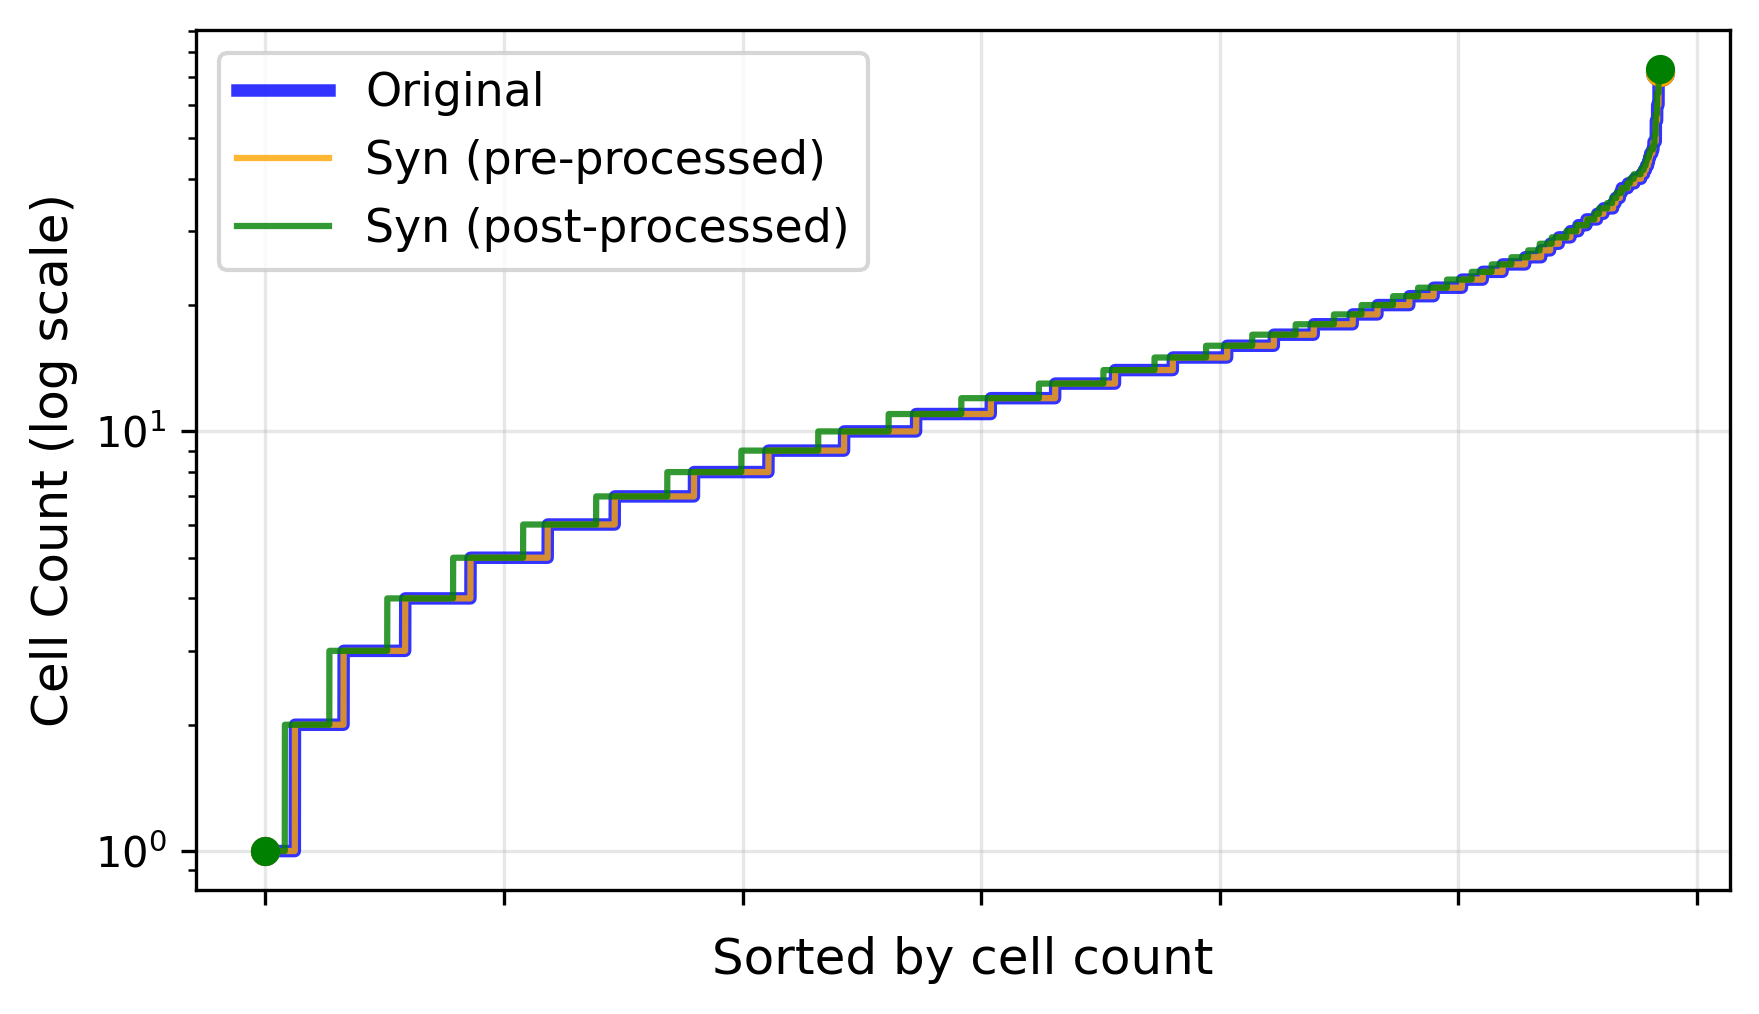 Original
Syn (pre-processed)
Syn (post-processed)
Cell Count (log scale)
10¹
10⁰
Sorted by cell count